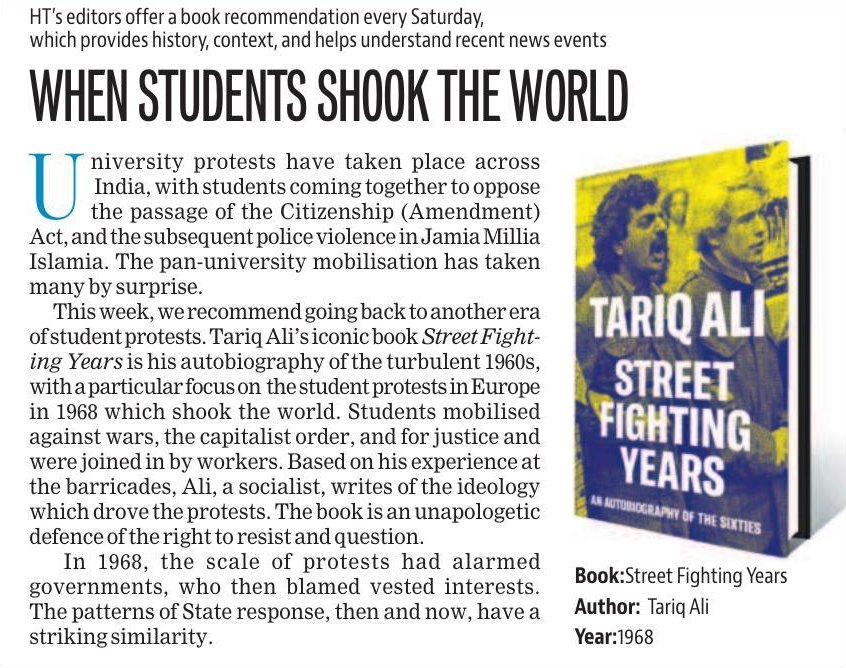 HT's editors offer a book recommendation every Saturday,
which provides history, context, and helps understand recent news events
WHEN STUDENTS SHOOK THE WORLD
University protests have taken place across
India, with students coming together to oppose
the passage of the Citizenship (Amendment)
Act, and the subsequent police violence in Jamia Millia
Islamia. The pan-university mobilisation has taken
many by surprise.
This week, we recommend going back to another era
of student protests. Tariq Ali's iconic book Street Fight-
ing Years is his autobiography of the turbulent 1960s,
with a particular focus on the student protests in Europe
in 1968 which shook the world. Students mobilised
against wars, the capitalist order, and for justice and
were joined in by workers. Based on his experience at
the barricades, Ali, a socialist, writes of the ideology
which drove the protests. The book is an unapologetic
defence of the right to resist and question.
In 1968, the scale of protests had alarmed
governments, who then blamed vested interests.
The patterns of State response, then and now, have a
striking similarity.
TARIQ ALI
STREET
FIGHTING
YEARS
AN AUTOBIOGRAPHY OF THE SIXTIES
Book:Street Fighting Years
Author: Tariq Ali
Year:1968